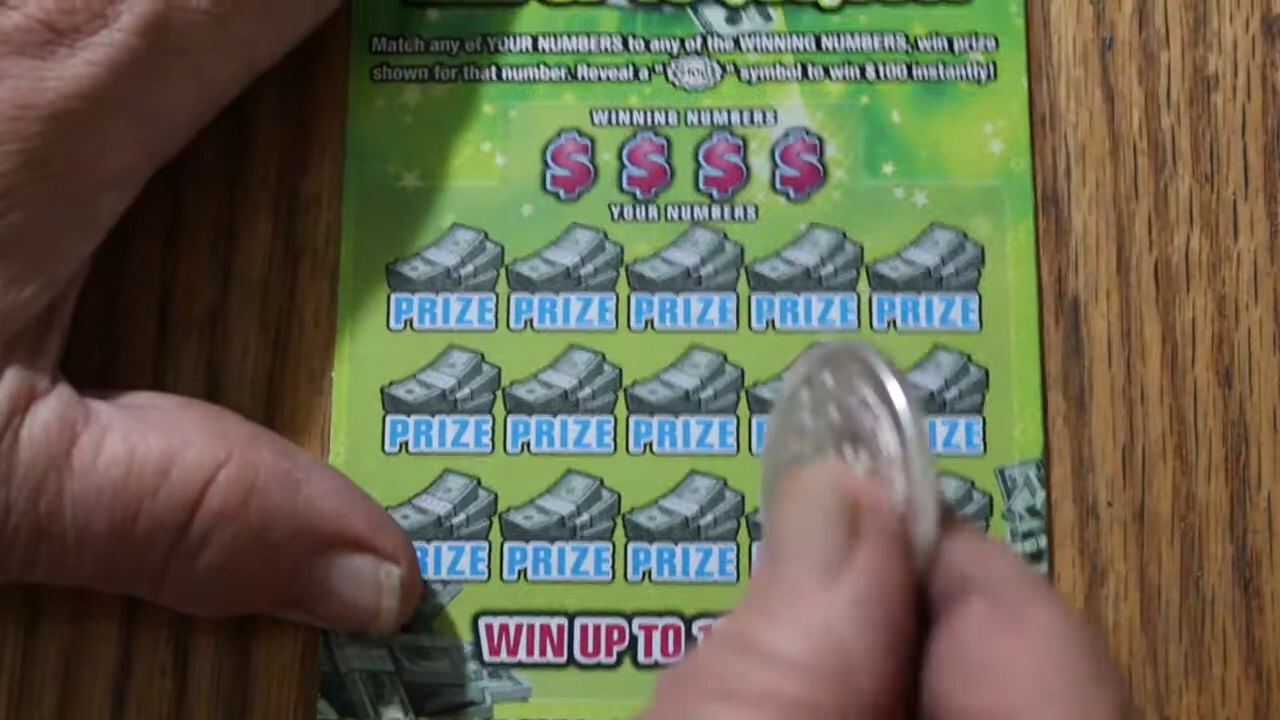 Match any of YOUR NUMBERS to any of the WINNING NUMBERS, win prize
shown for that number. Reveal a " " symbol to win $100 instantly!
WINNING NUMBERS
$ $ $ $
YOUR NUMBERS
PRIZE PRIZE PRIZE PRIZE PRIZE
PRIZE PRIZE PRIZE
PRIZE PRIZE
WIN UP TO